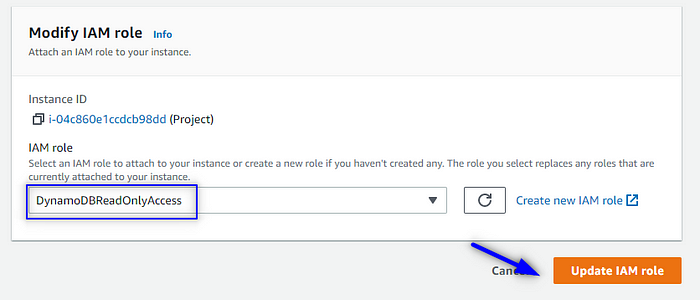 Modify IAM role Info
Attach an IAM role to your instance.
Instance ID
i-04c860e1ccdcb98dd (Project)
IAM role
Select an IAM role to attach to your instance or create a new role if you haven't created any. The role you select replaces any roles that are
currently attached to your instance.
DynamoDBReadOnlyAccess Create new IAM role
Update IAM role